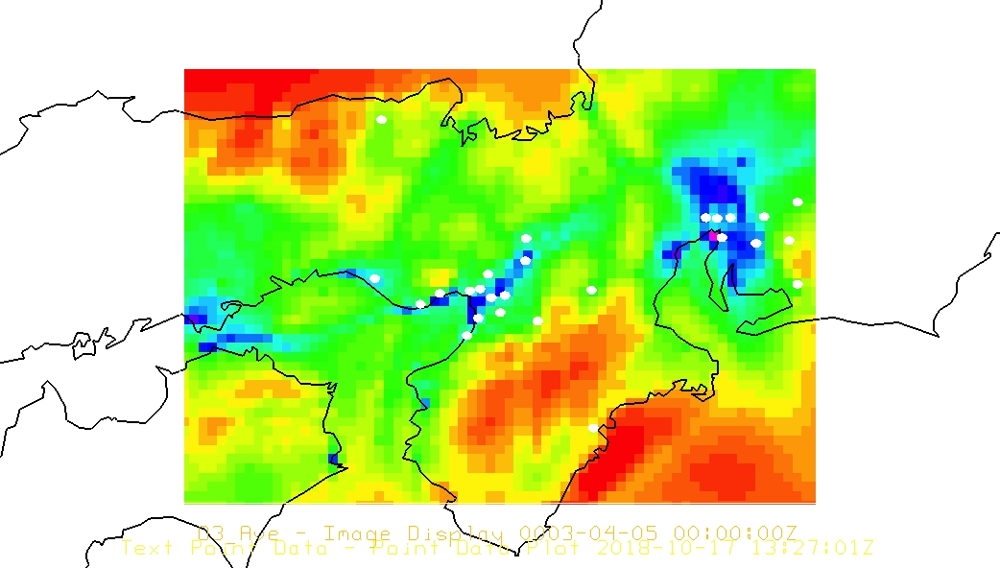 D3 Ave - Image Display 0003-04-05 00:00:00Z
Text Point Data - Point Data Plot 2018-10-17 13:27:01Z